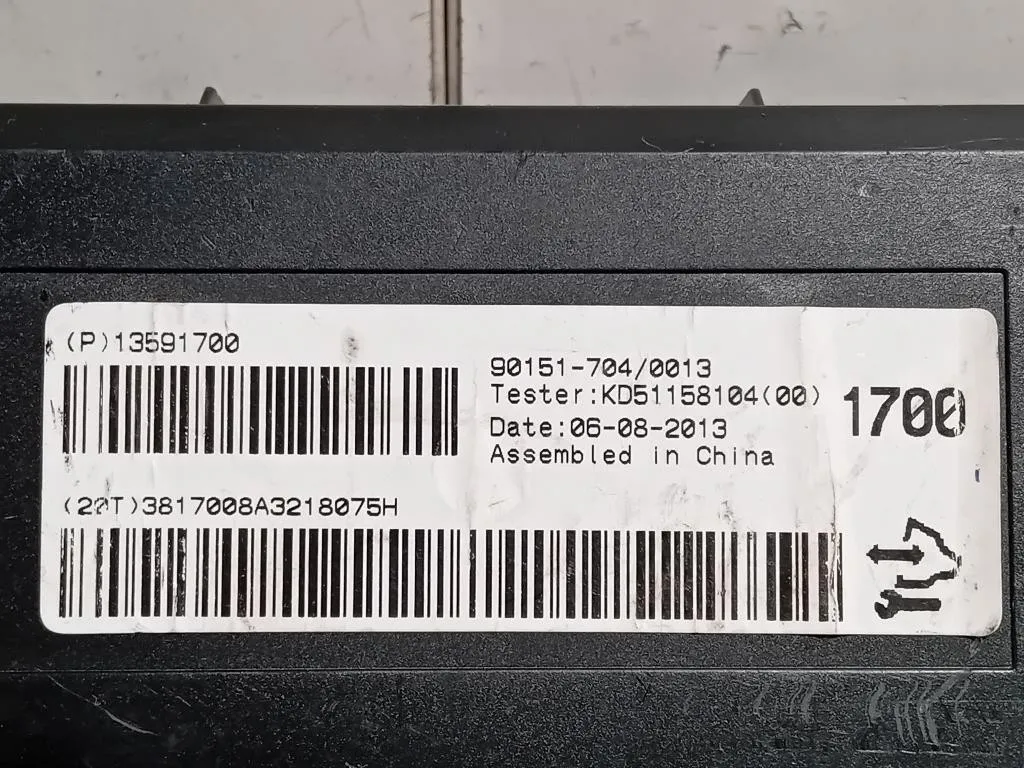 (P)13591700
90151-704/0013
Tester:KD51158104(00)
Date:06-08-2013
Assembled in China
1700
(20T)3817008A3218075H